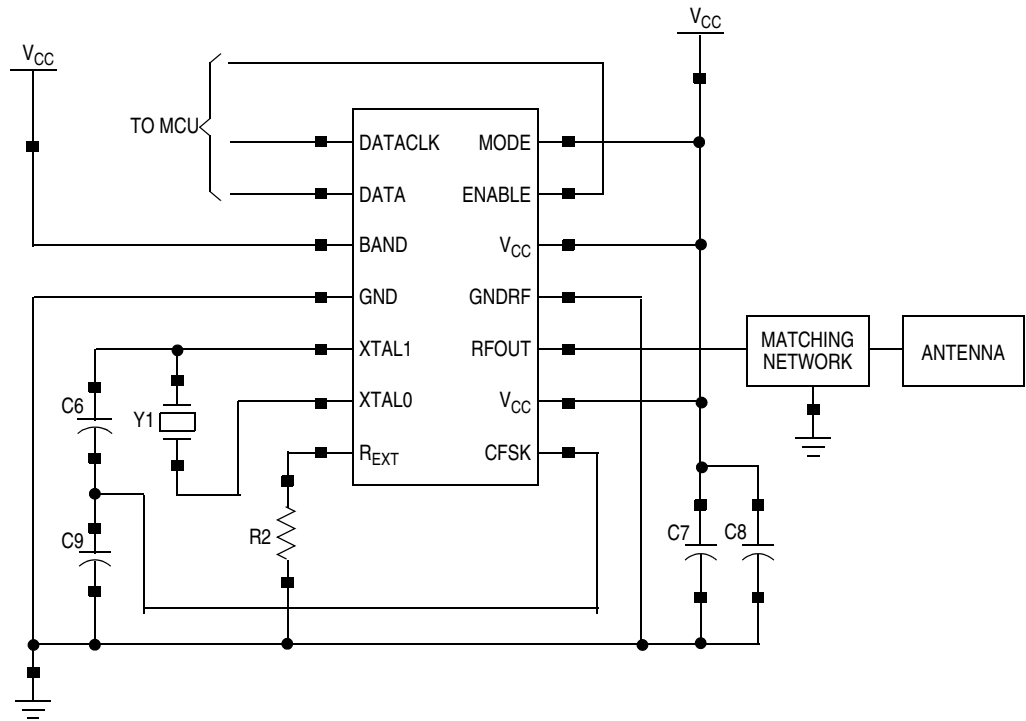 VCC
VCC
TO MCU
DATACLK
MODE
DATA
ENABLE
BAND
VCC
GND
GNDRF
XTAL1
RFOUT
MATCHING
NETWORK
ANTENNA
XTAL0
VCC
C6
Y1
REXT
CFSK
R2
C7
C8
C9